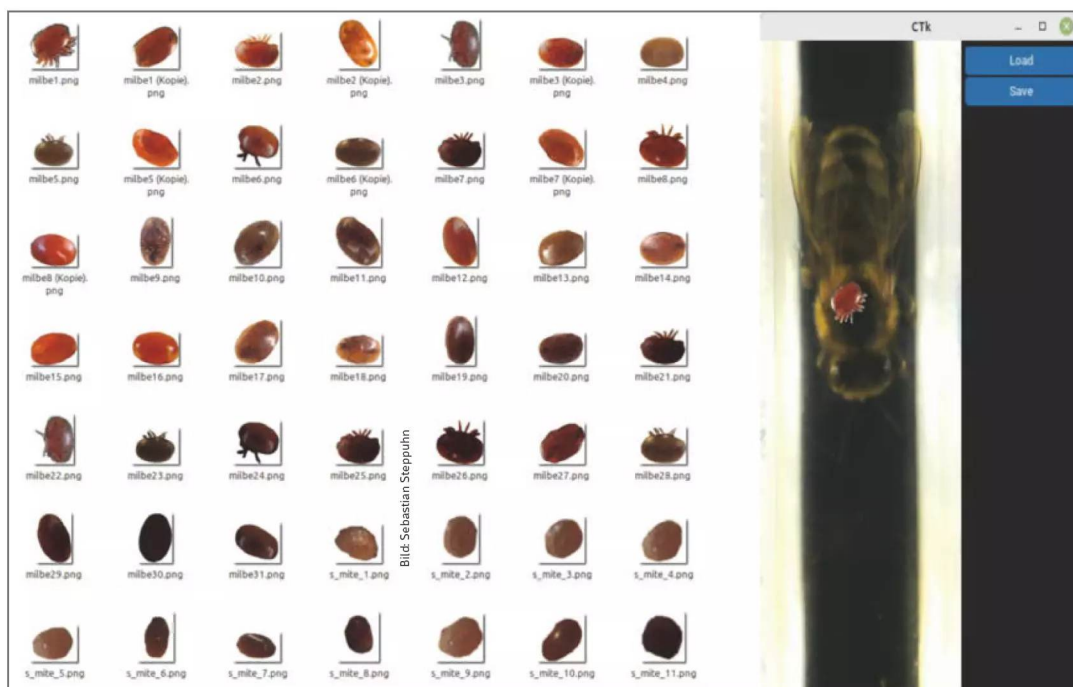 CTk
Load
Save
milbe1.png
milbe1 (Kopie).
png
milbe2.png
milbe2 (Kopie).
png
milbe3.png
milbe3 (Kopie).
png
milbe4.png
milbe5.png
milbe5 (Kopie).
png
milbe6.png
milbe6 (Kopie).
png
milbe7.png
milbe7 (Kopie).
png
milbe8.png
milbe8 (Kopie).
png
milbe9.png
milbe10.png
milbe11.png
milbe12.png
milbe13.png
milbe14.png
milbe15.png
milbe16.png
milbe17.png
milbe18.png
milbe19.png
milbe20.png
milbe21.png
milbe22.png
milbe23.png
milbe24.png
milbe25.png
milbe26.png
milbe27.png
milbe28.png
milbe29.png
milbe30.png
milbe31.png
s_mite_1.png
s_mite_2.png
s_mite_3.png
s_mite_4.png
s_mite_5.png
s_mite_6.png
s_mite_7.png
s_mite_8.png
s_mite_9.png
s_mite_10.png
s_mite_11.png
Bild: Sebastian Steppuhn